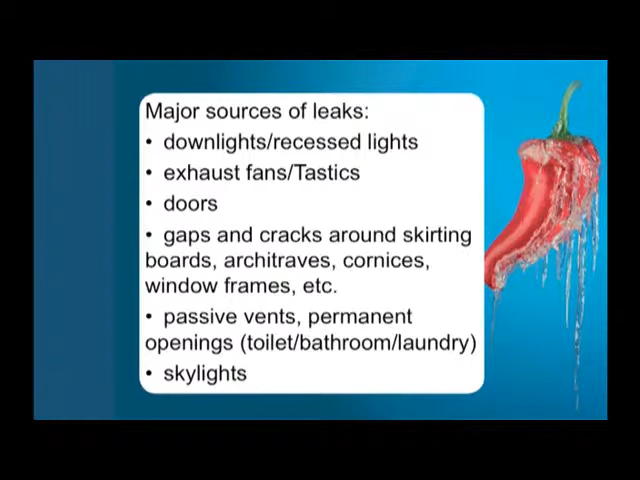 Major sources of leaks:
• downlights/recessed lights
• exhaust fans/Tastics
• doors
• gaps and cracks around skirting
boards, architraves, cornices,
window frames, etc.
• passive vents, permanent
openings (toilet/bathroom/laundry)
• skylights